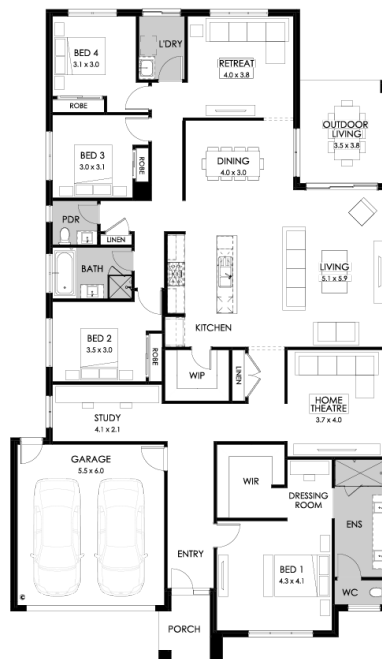 BED 4
3.1 x 3.0
L'DRY
RETREAT
4.0 x 3.8
ROBE
OUTDOOR
LIVING
3.5 x 3.8
BED 3
3.0 x 3.1
ROBE
DINING
4.0 x 3.0
PDR
LINEN
BATH
LIVING
5.1 x 5.9
KITCHEN
BED 2
3.5 x 3.0
ROBE
WIP
LINEN
HOME
THEATRE
3.7 x 4.0
STUDY
4.1 x 2.1
GARAGE
5.5 x 6.0
WIR
DRESSING
ROOM
ENS
ENTRY
BED 1
4.3 x 4.1
WC
©
PORCH